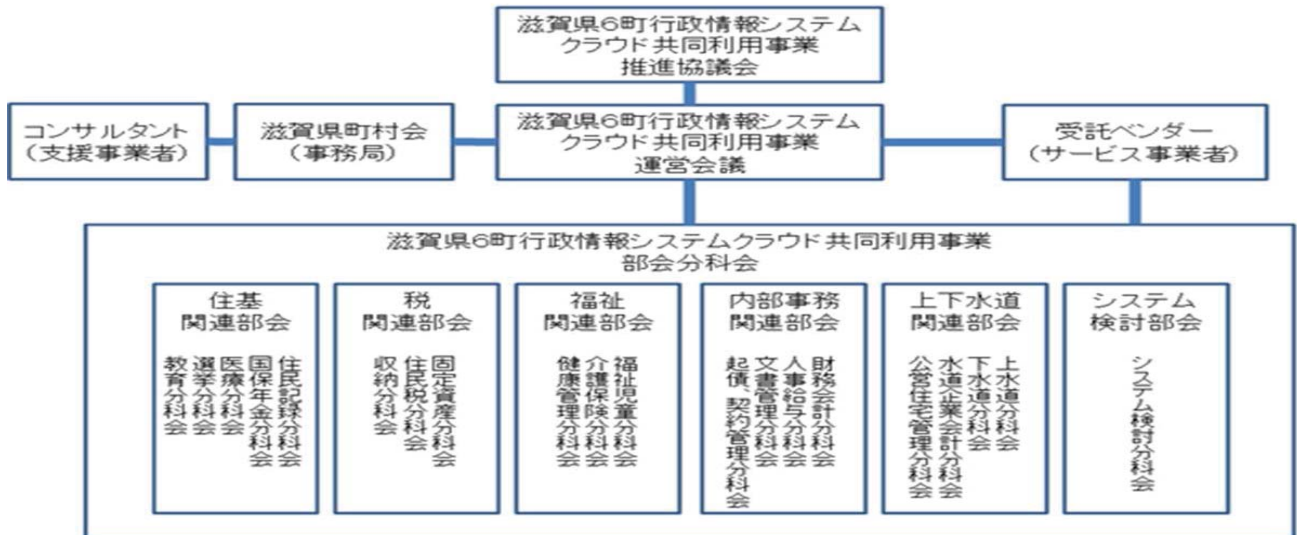 滋賀県6町行政情報システム
クラウド共同利用事業
推進協議会
コンサルタント
（支援事業者）
滋賀県町村会
（事務局）
滋賀県6町行政情報システム
クラウド共同利用事業
運営会議
受託ベンダー
（サービス事業者）
滋賀県6町行政情報システムクラウド共同利用事業
部会分科会
住基
関連部会
住民記録分科会
国保年金分科会
医療分科会
選挙分科会
教育分科会
税
関連部会
固定資産分科会
住民税分科会
収納分科会
福祉
関連部会
福祉児童分科会
介護保険分科会
健康管理分科会
内部事務
関連部会
財務会計分科会
人事給与分科会
文書管理分科会
起債、契約管理分科会
上下水道
関連部会
上水道分科会
下水道分科会
水道企業会計分科会
公営住宅管理分科会
システム
検討部会
システム検討分科会